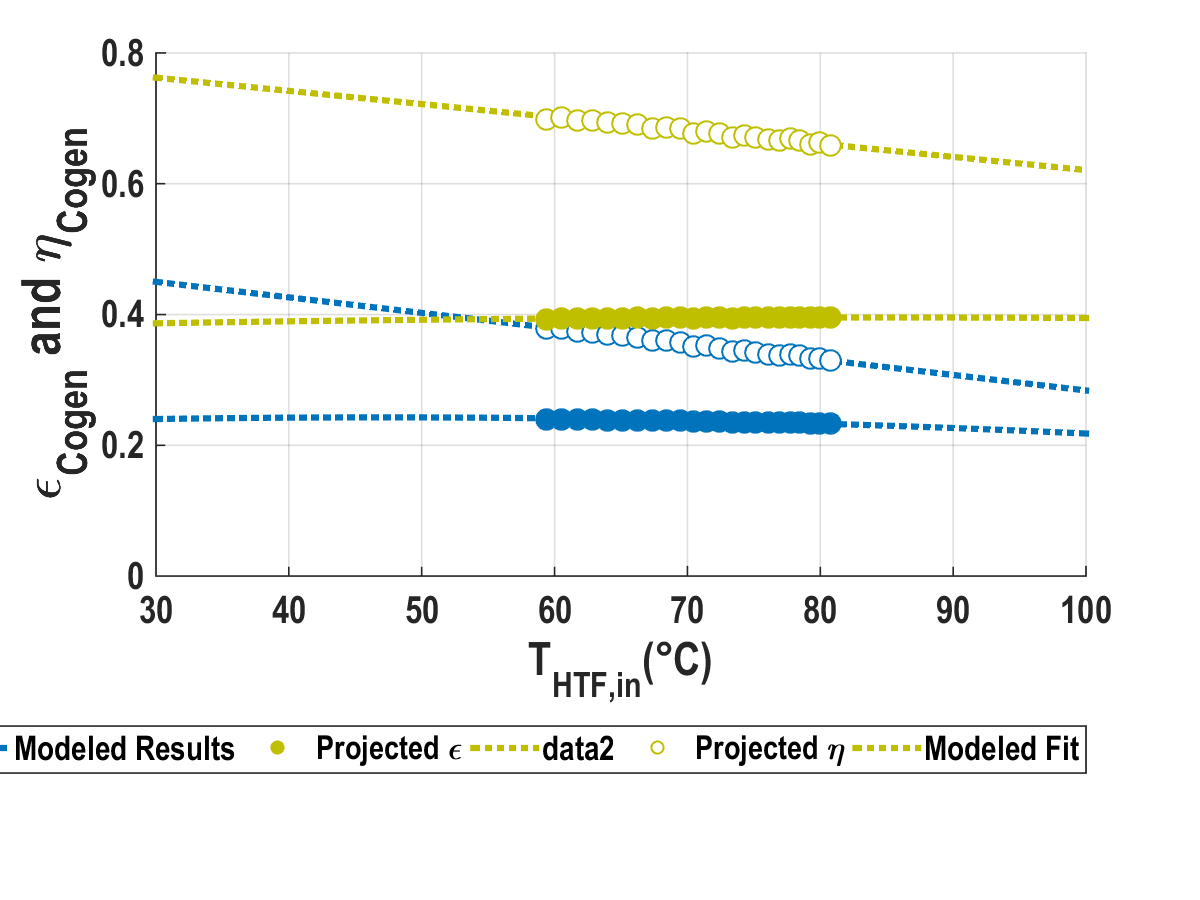 0.8
0.6
0.4
0.2
0
ϵCogen and ηCogen
30 40 50 60 70 80 90 100
THTF,in(°C)
Modeled Results Projected ϵ data2 Projected η Modeled Fit